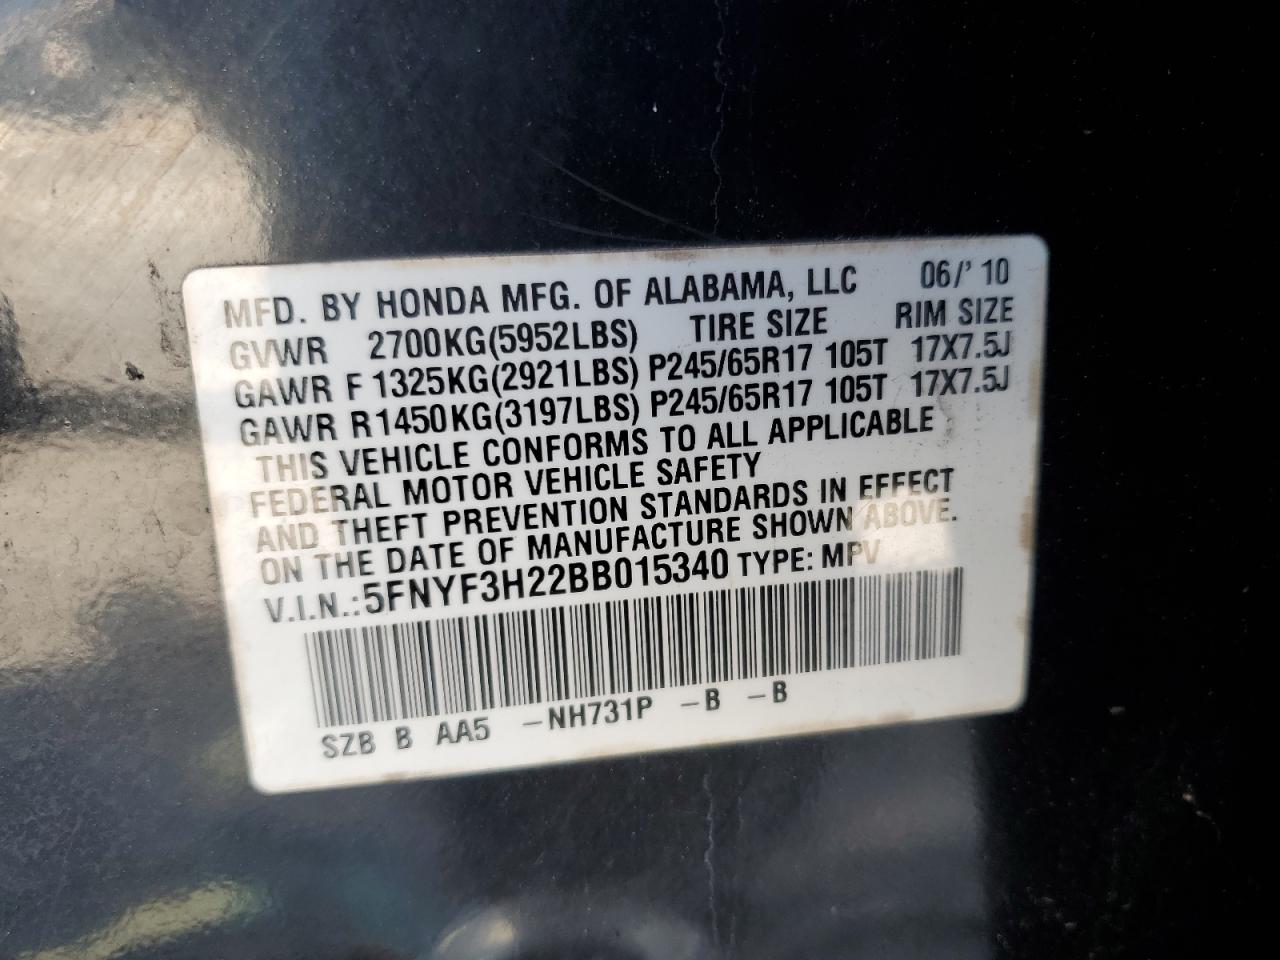 MFD. BY HONDA MFG. OF ALABAMA, LLC 06/'10
GVWR 2700KG(5952LBS) TIRE SIZE RIM SIZE
GAWR F 1325KG(2921LBS) P245/65R17 105T 17X7.5J
GAWR R1450KG(3197LBS) P245/65R17 105T 17X7.5J
THIS VEHICLE CONFORMS TO ALL APPLICABLE
FEDERAL MOTOR VEHICLE SAFETY
AND THEFT PREVENTION STANDARDS IN EFFECT
ON THE DATE OF MANUFACTURE SHOWN ABOVE.
V.I.N.:5FNYF3H22BB015340 TYPE: MPV
SZB B AA5 -NH731P -B -B